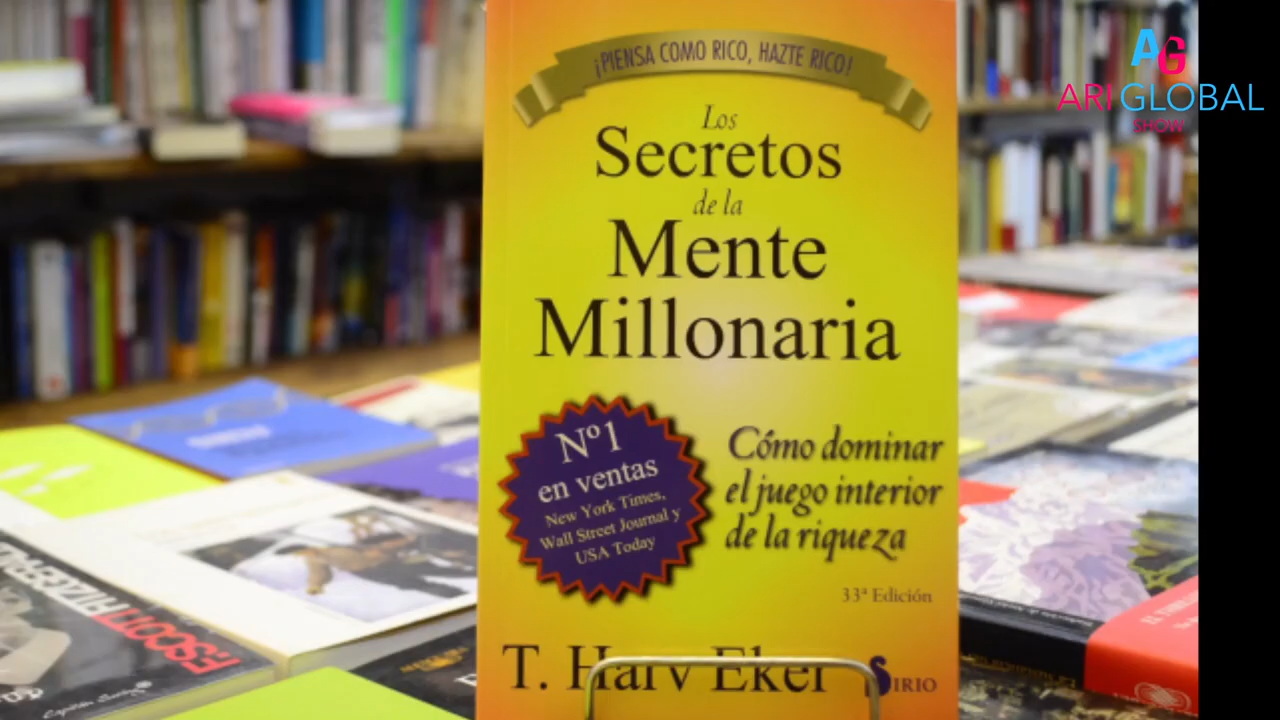 ¡PIENSA COMO RICO, HAZTE RICO!
Los
Secretos
de la
Mente
Millonaria
Nº1
en ventas
New York Times,
Wall Street Journal y
USA Today
Cómo dominar
el juego interior
de la riqueza
33ª Edición
T. Harv Eker
SIRIO
AG
ARI GLOBAL
SHOW
F. SCOTT FITZGERALD